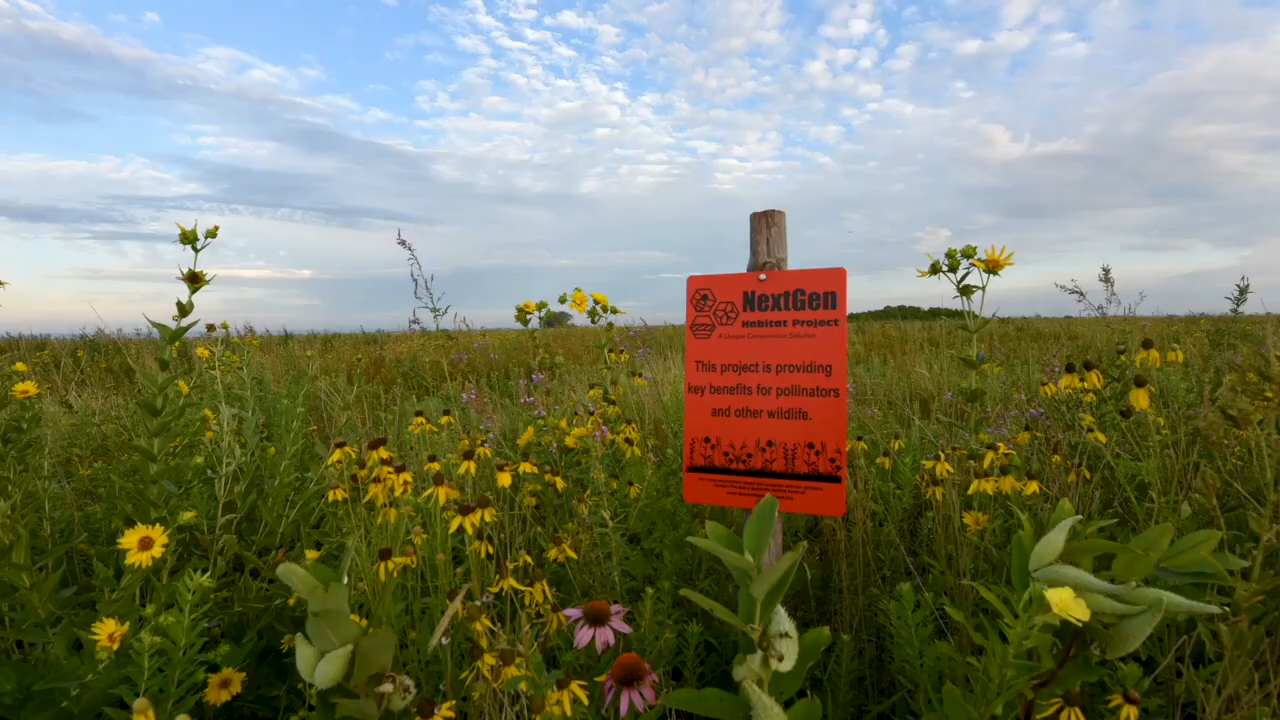 NextGen
Habitat Project
A Unique Conservation Solution
This project is providing
key benefits for pollinators
and other wildlife.